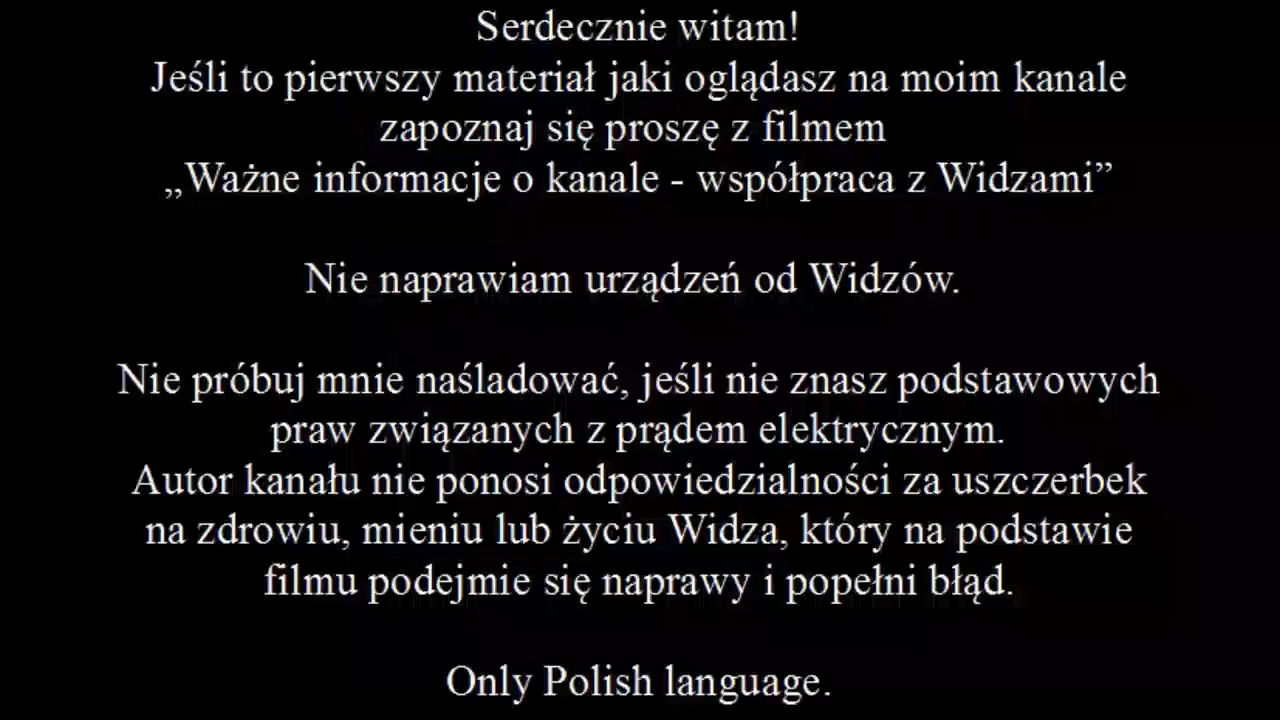 Serdecznie witam!
Jeśli to pierwszy materiał jaki oglądasz na moim kanale
zapoznaj się proszę z filmem
„Ważne informacje o kanale - współpraca z Widzami”
Nie naprawiam urządzeń od Widzów.
Nie próbuj mnie naśladować, jeśli nie znasz podstawowych
praw związanych z prądem elektrycznym.
Autor kanału nie ponosi odpowiedzialności za uszczerbek
na zdrowiu, mieniu lub życiu Widza, który na podstawie
filmu podejmie się naprawy i popełni błąd.
Only Polish language.